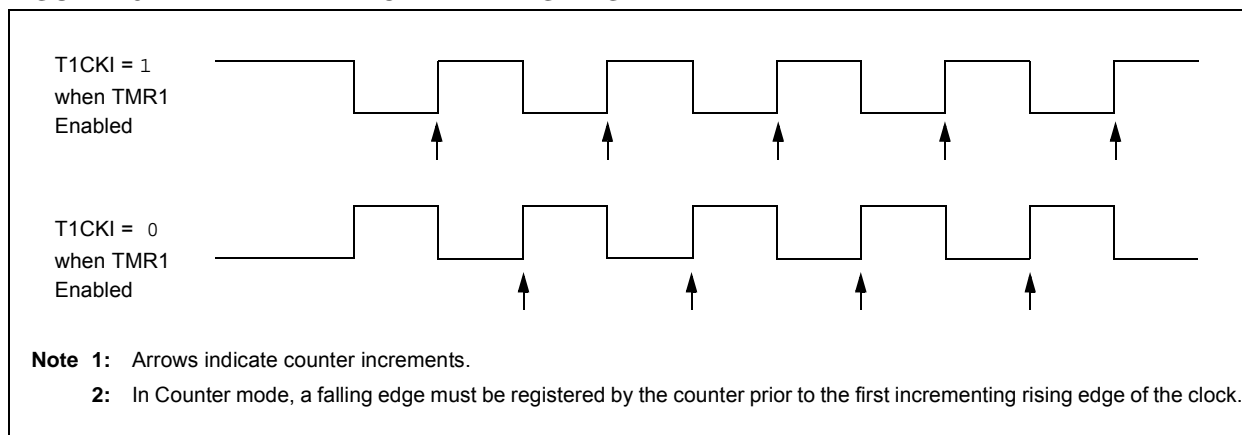 T1CKI = 1
when TMR1
Enabled
T1CKI = 0
when TMR1
Enabled
Note 1: Arrows indicate counter increments.
2: In Counter mode, a falling edge must be registered by the counter prior to the first incrementing rising edge of the clock.